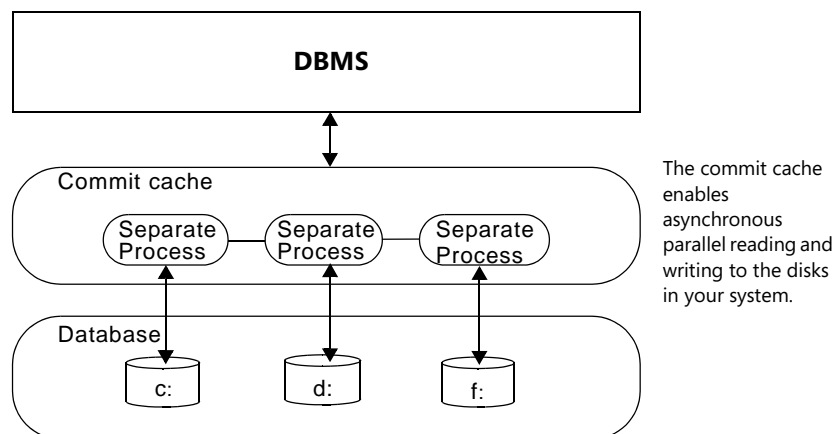 DBMS
Commit cache
Separate
Process
Separate
Process
Separate
Process
The commit cache
enables
asynchronous
parallel reading and
writing to the disks
in your system.
Database
c:
d:
f: